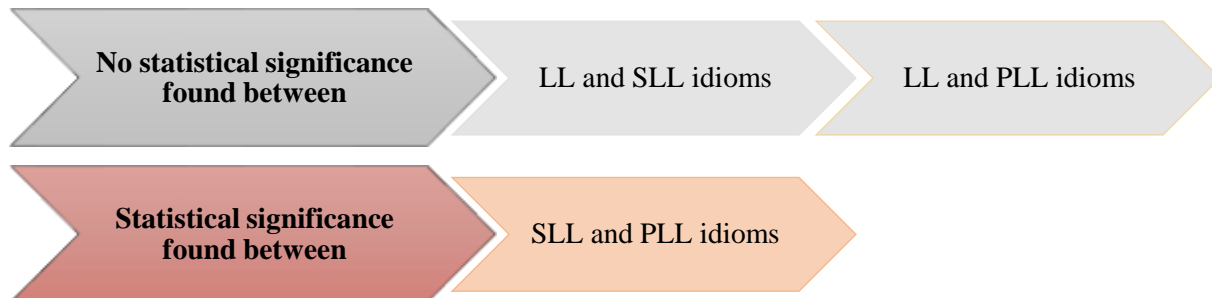 No statistical significance
found between
LL and SLL idioms
LL and PLL idioms
Statistical significance
found between
SLL and PLL idioms